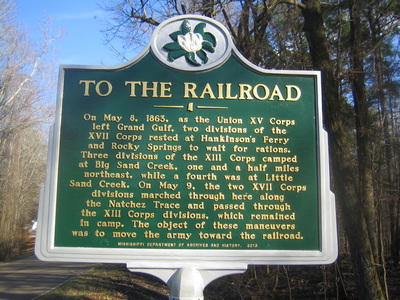 TO THE RAILROAD
On May 8, 1863, as the Union XV Corps
left Grand Gulf, two divisions of the
XVII Corps rested at Hankinson's Ferry
and Rocky Springs to wait for rations.
Three divisions of the XIII Corps camped
at Big Sand Creek, one and a half miles
northeast, while a fourth was at Little
Sand Creek. On May 9, the two XVII Corps
divisions marched through here along
the Natchez Trace and passed through
the XIII Corps divisions, which remained
in camp. The object of these maneuvers
was to move the army toward the railroad.
MISSISSIPPI DEPARTMENT OF ARCHIVES AND HISTORY, 2013